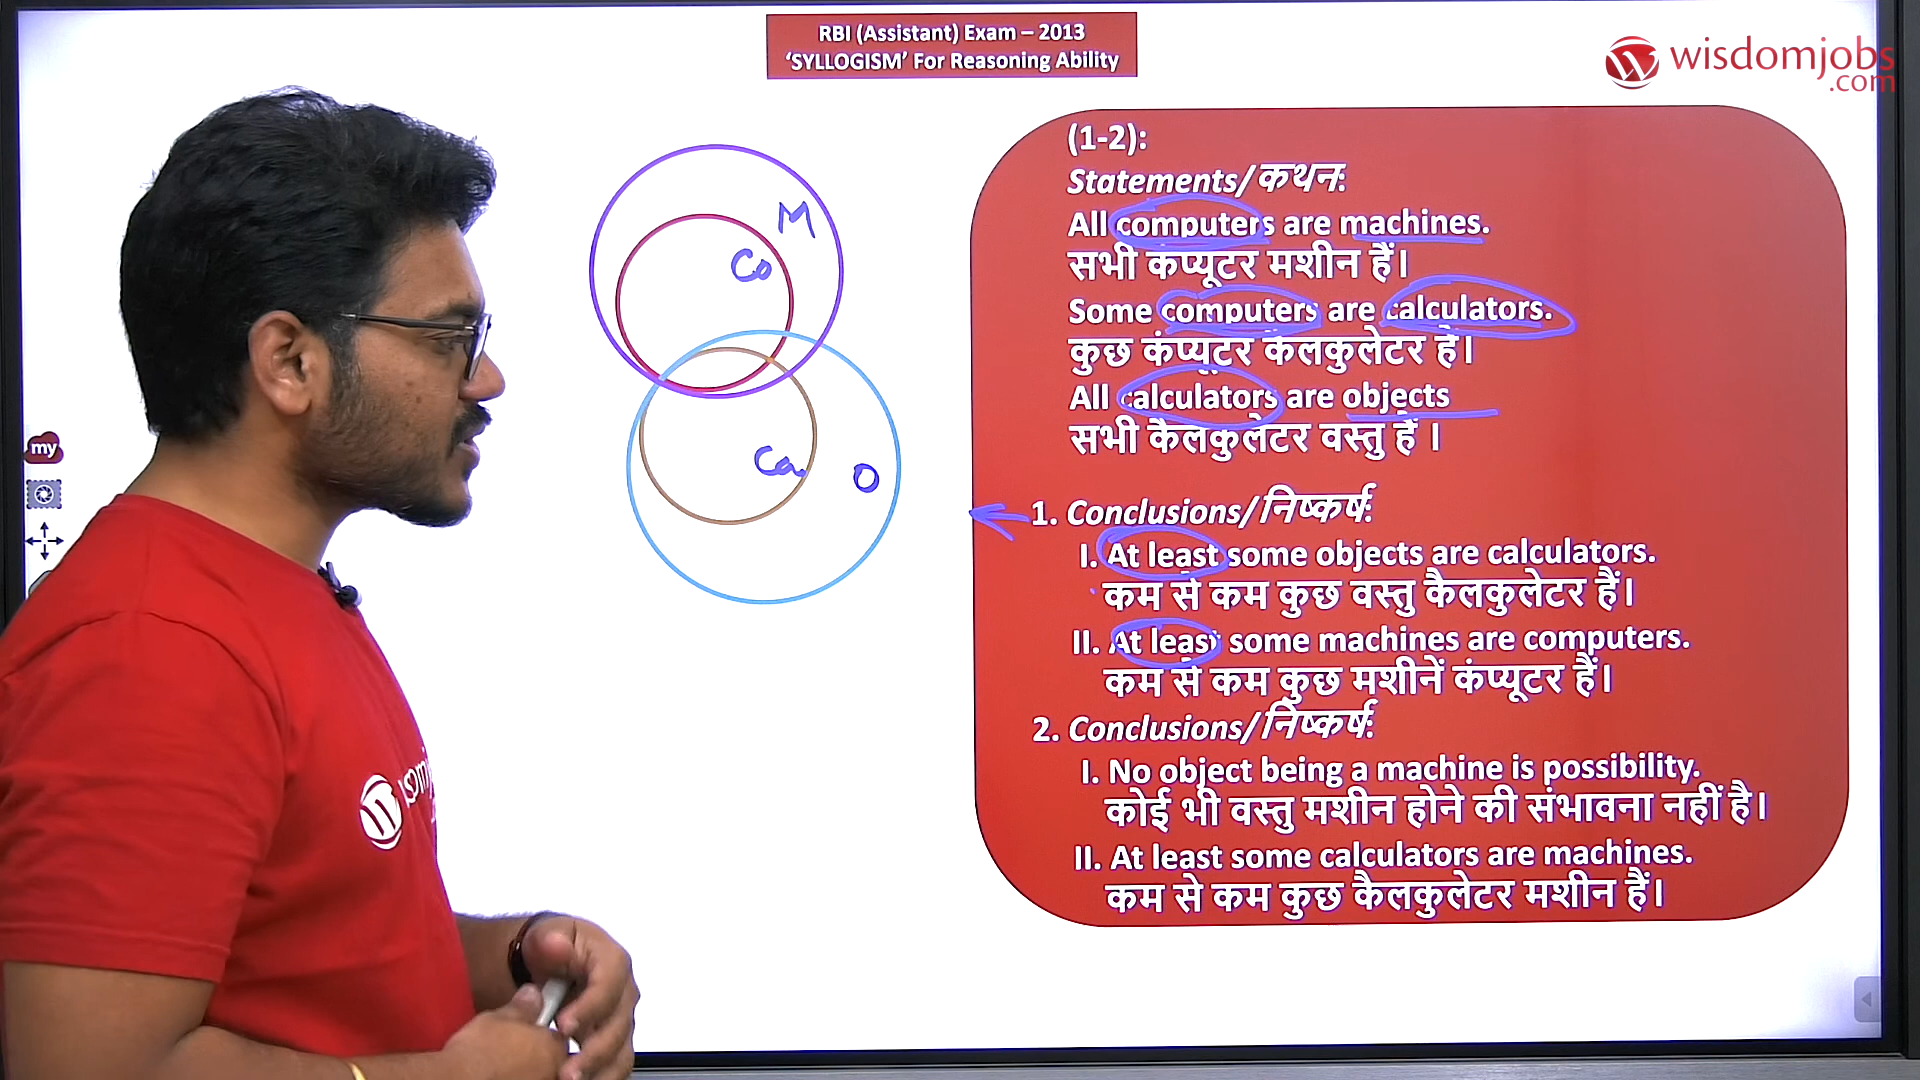 RBI (Assistant) Exam – 2013
‘SYLLOGISM’ For Reasoning Ability
wisdomjobs
.com
M
Co
Ca
O
my
(1-2):
Statements/कथन:
All computers are machines.
सभी कंप्यूटर मशीन हैं।
Some computers are calculators.
कुछ कंप्यूटर कैलकुलेटर हैं।
All calculators are objects
सभी कैलकुलेटर वस्तु हैं ।
1. Conclusions/निष्कर्ष:
I. At least some objects are calculators.
कम से कम कुछ वस्तु कैलकुलेटर हैं।
II. At least some machines are computers.
कम से कम कुछ मशीनें कंप्यूटर हैं।
2. Conclusions/निष्कर्ष:
I. No object being a machine is possibility.
कोई भी वस्तु मशीन होने की संभावना नहीं है।
II. At least some calculators are machines.
कम से कम कुछ कैलकुलेटर मशीन हैं।